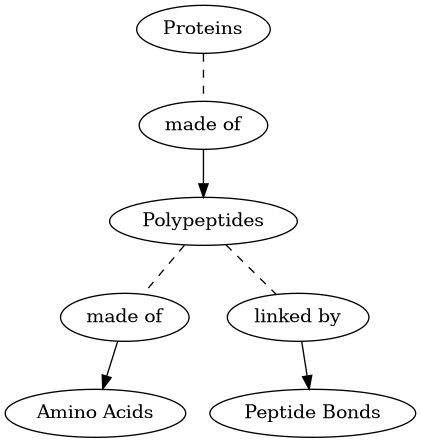 Proteins
made of
Polypeptides
made of
linked by
Amino Acids
Peptide Bonds